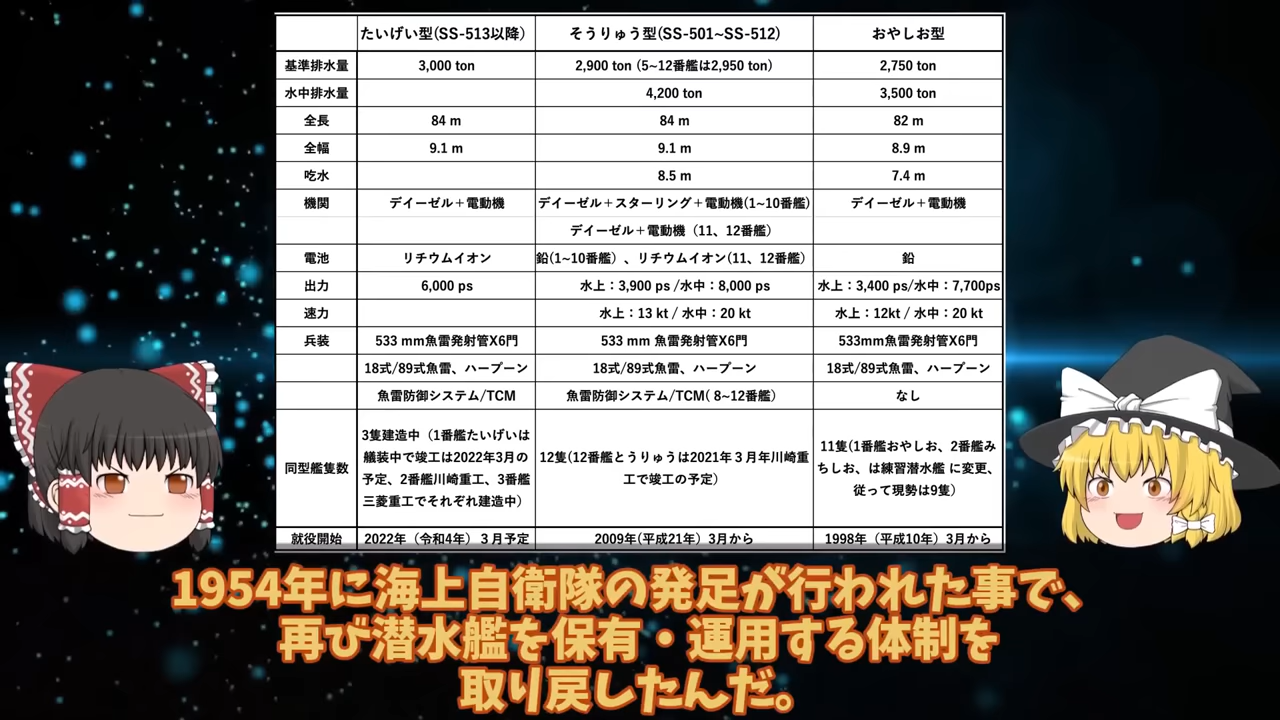 たいげい型(SS-513以降) そうりゅう型(SS-501~SS-512) おやしお型
基準排水量 3,000 ton 2,900 ton (5~12番艦は2,950 ton) 2,750 ton
水中排水量 4,200 ton 3,500 ton
全長 84 m 84 m 82 m
全幅 9.1 m 9.1 m 8.9 m
吃水 8.5 m 7.4 m
機関 デイーゼル＋電動機 デイーゼル＋スターリング＋電動機(1~10番艦) デイーゼル＋電動機
デイーゼル＋電動機（11、12番艦）
電池 リチウムイオン 鉛(1~10番艦）、リチウムイオン(11、12番艦） 鉛
出力 6,000 ps 水上：3,900 ps /水中：8,000 ps 水上：3,400 ps/水中：7,700ps
速力 水上：13 kt / 水中：20 kt 水上：12kt / 水中：20 kt
兵装 533 mm魚雷発射管X6門 533 mm 魚雷発射管X6門 533mm魚雷発射管X6門
18式/89式魚雷、ハープーン 18式/89式魚雷、ハープーン 18式/89式魚雷、ハープーン
魚雷防御システム/TCM 魚雷防御システム/TCM( 8~12番艦） なし
同型艦隻数
3隻建造中（1番艦たいげいは
艤装中で竣工は2022年3月の
予定、2番艦川崎重工、3番艦
三菱重工でそれぞれ建造中）
12隻(12番艦とうりゅうは2021年３月年川崎重
工で竣工の予定）
11隻(1番艦おやしお、2番艦み
ちしお、は練習潜水艦 に変更、
従って現勢は9隻）
就役開始 2022年（令和4年）３月予定 2009年(平成21年）3月から 1998年（平成10年）3月から
1954年に海上自衛隊の発足が行われた事で、
再び潜水艦を保有・運用する体制を
取り戻したんだ。